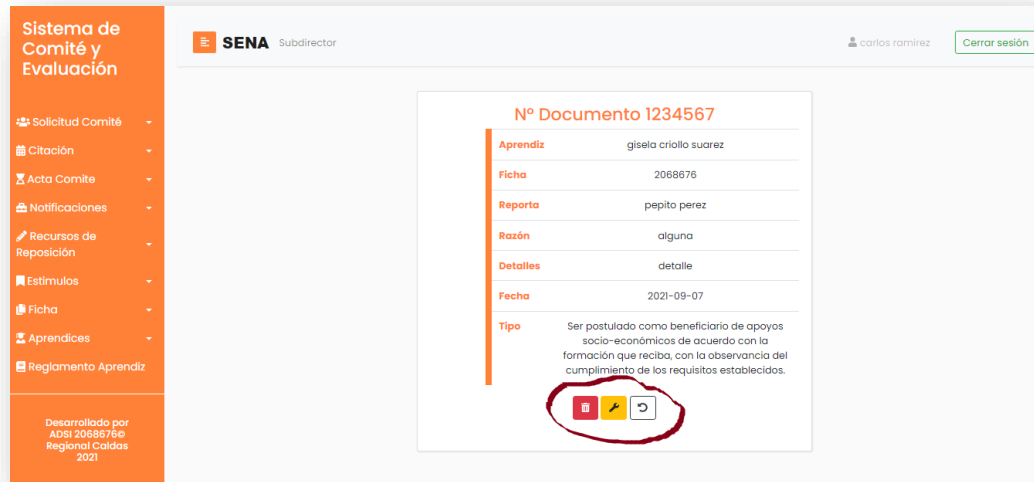 Sistema de
Comité y
Evaluación
Solicitud Comité
Citación
Acta Comite
Notificaciones
Recursos de
Reposición
Estimulos
Ficha
Aprendices
Reglamento Aprendiz
Desarrollado por
ADSI 2068676©
Regional Caldas
2021
SENA Subdirector
carlos ramirez Cerrar sesión
Nº Documento 1234567
Aprendiz gisela criollo suarez
Ficha 2068676
Reporta pepito perez
Razón alguna
Detalles detalle
Fecha 2021-09-07
Tipo Ser postulado como beneficiario de apoyos
socio-económicos de acuerdo con la
formación que reciba, con la observancia del
cumplimiento de los requisitos establecidos.